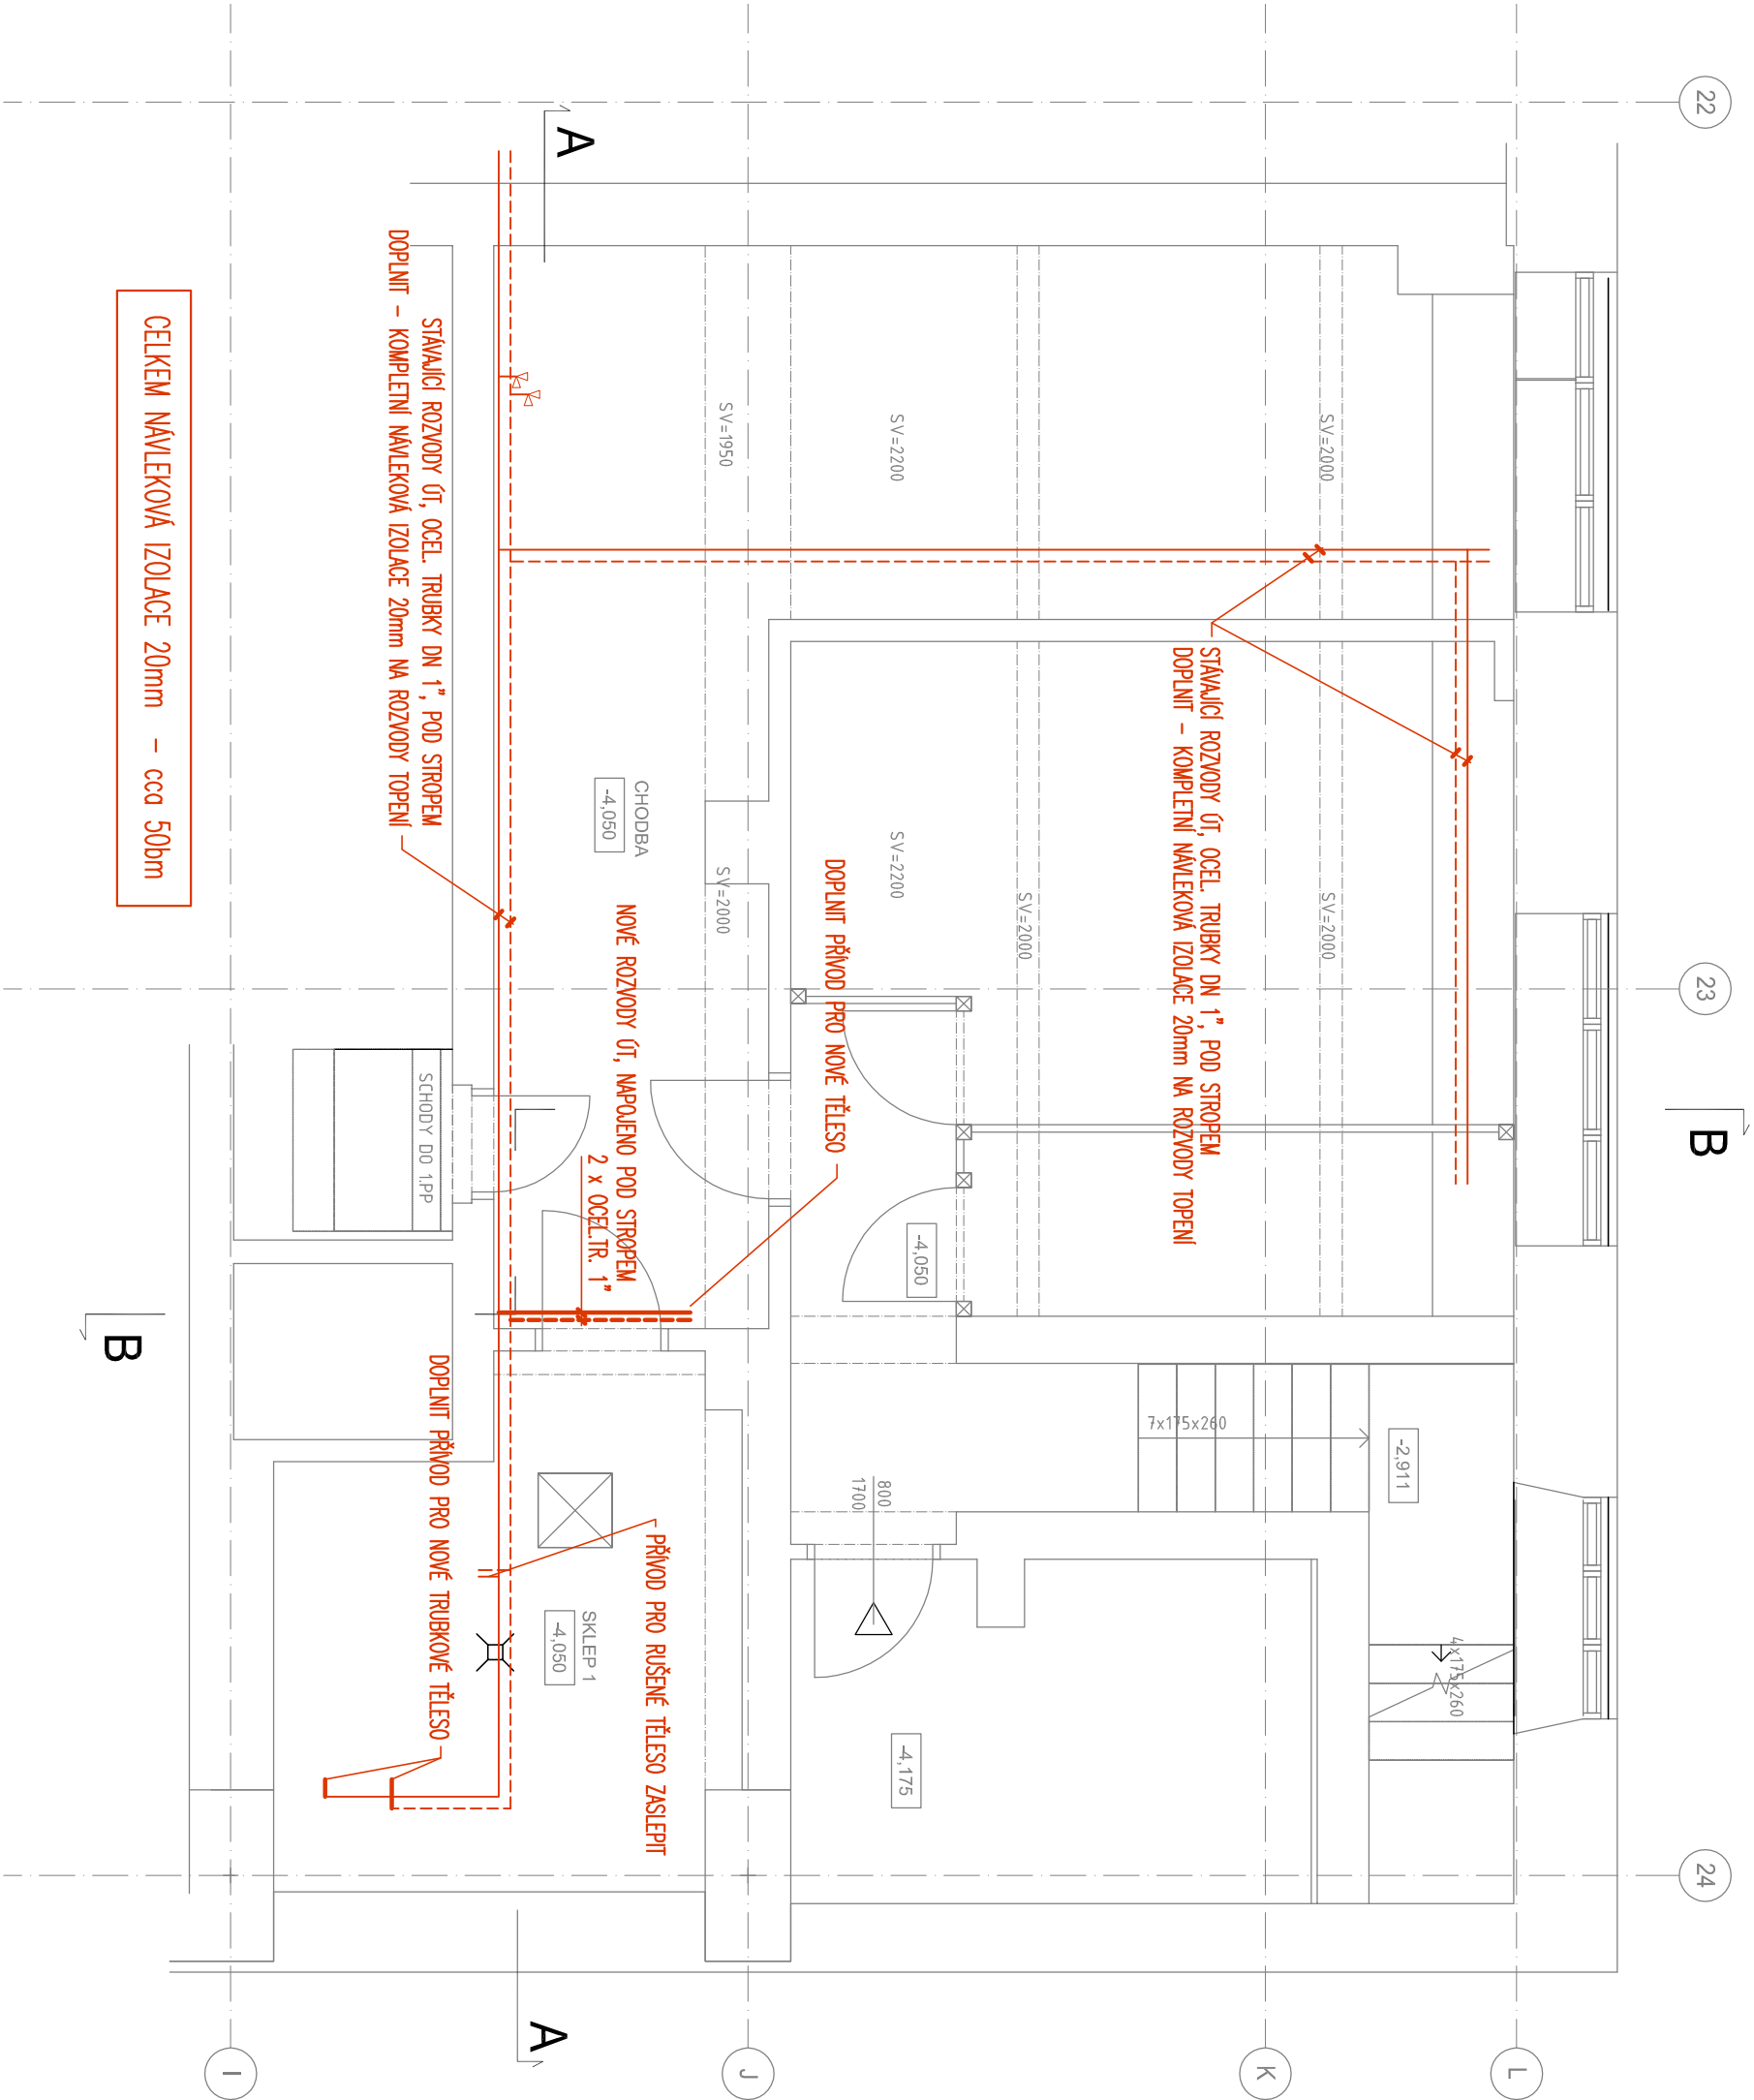 22
23
24
L
K
J
I
A
A
B
B
SV=2000
SV=2200
SV=1950
STÁVAJÍCÍ ROZVODY ÚT, OCEL. TRUBKY DN 1", POD STROPEM
DOPLNIT - KOMPLETNÍ NÁVLEKOVÁ IZOLACE 20mm NA ROZVODY TOPENÍ
SV=2000
SV=2000
SV=2200
SV=2000
DOPLNIT PŘÍVOD PRO NOVÉ TĚLESO
CHODBA
-4,050
NOVÉ ROZVODY ÚT, NAPOJENO POD STROPEM
2 x OCEL.TR. 1"
-4,050
STÁVAJÍCÍ ROZVODY ÚT, OCEL. TRUBKY DN 1", POD STROPEM
DOPLNIT - KOMPLETNÍ NÁVLEKOVÁ IZOLACE 20mm NA ROZVODY TOPENÍ
SCHODY DO 1.PP
-2,911
4x175x260
7x175x260
800
1700
-4,175
PŘÍVOD PRO RUŠENÉ TĚLESO ZASLEPIT
SKLEP 1
-4,050
DOPLNIT PŘÍVOD PRO NOVÉ TRUBKOVÉ TĚLESO
CELKEM NÁVLEKOVÁ IZOLACE 20mm - cca 50bm